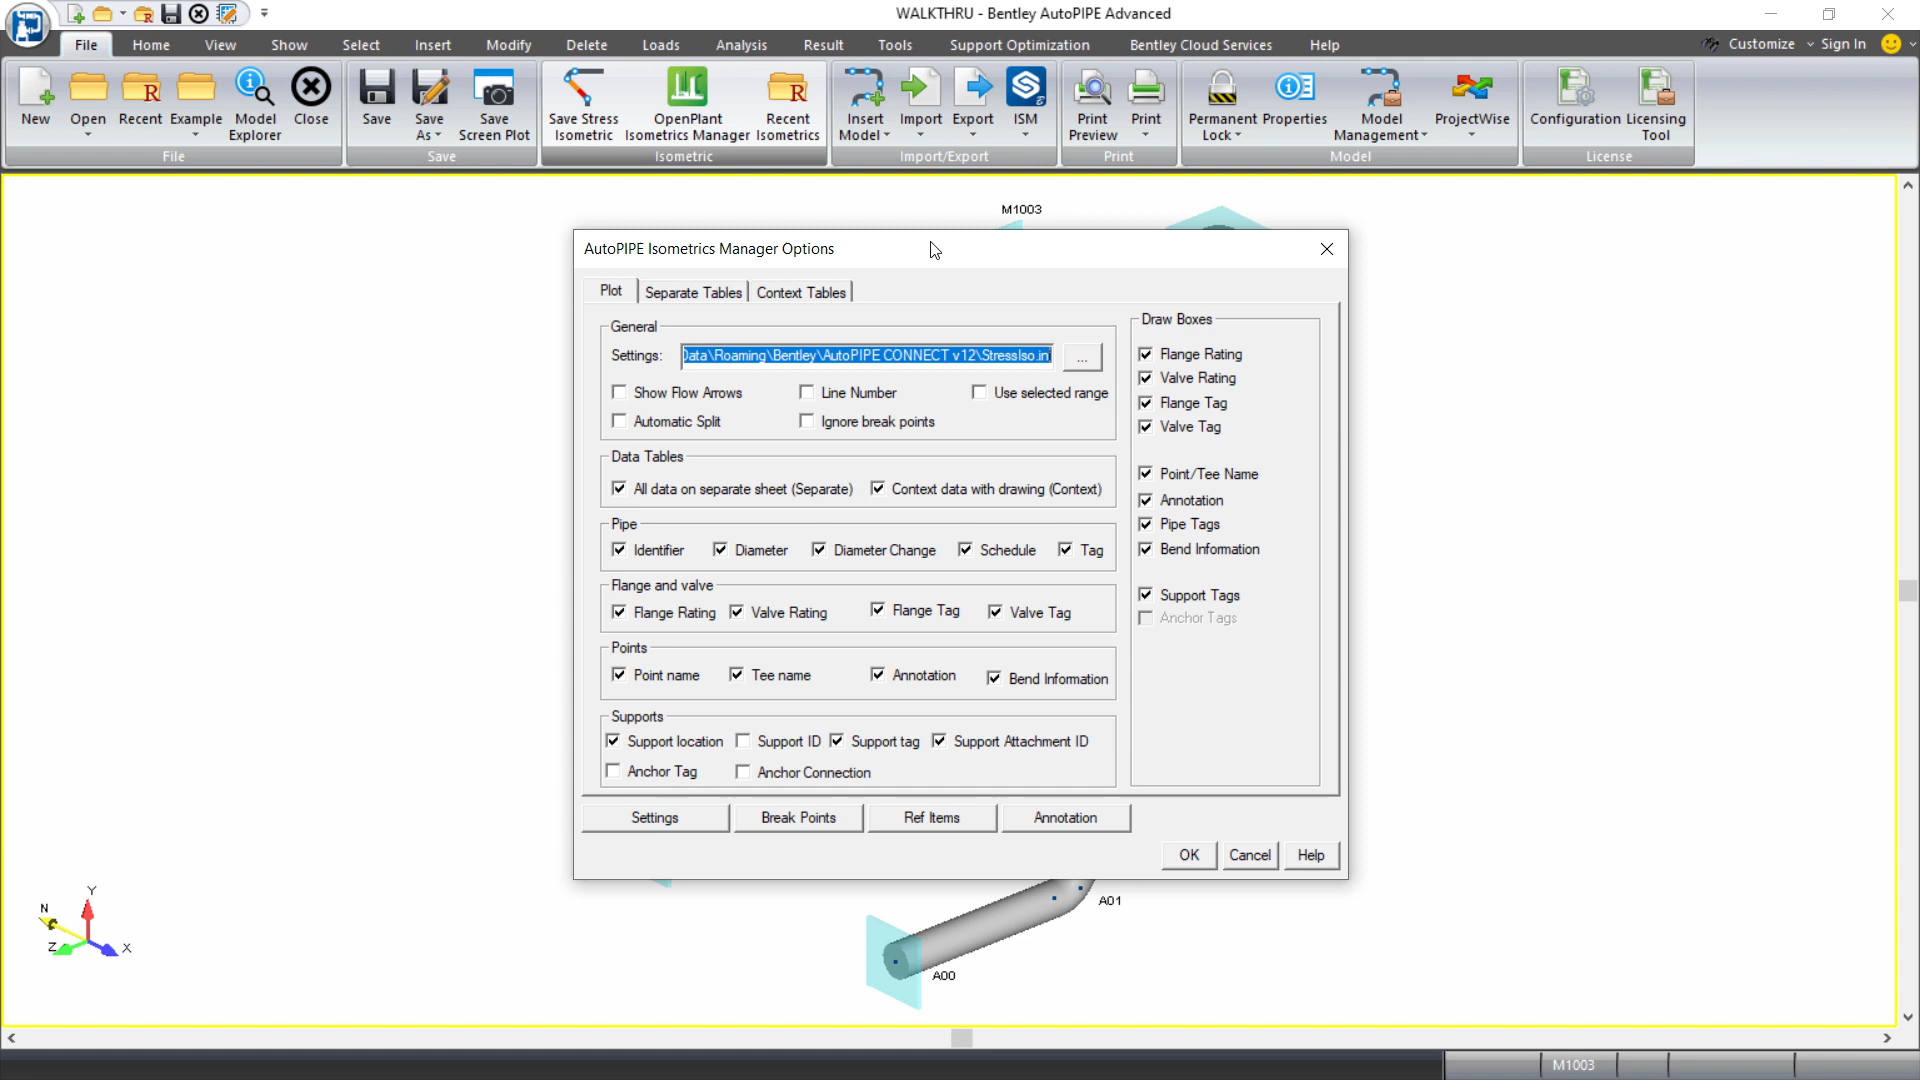 WALKTHRU - Bentley AutoPIPE Advanced
File Home View Show Select Insert Modify Delete Loads Analysis Result Tools Support Optimization Bentley Cloud Services Help Customize Sign In
New Open Recent Example Model Explorer Close Save Save As Save Screen Plot Save Stress Isometric OpenPlant Isometrics Manager Recent Isometrics Insert Model Import Export ISM Print Preview Print Permanent Lock Properties Model Management ProjectWise Configuration Licensing Tool
File Save Isometric Import/Export Print Model License
M1003
AutoPIPE Isometrics Manager Options
Plot Separate Tables Context Tables
General
Settings: Data\Roaming\Bentley\AutoPIPE CONNECT v12\StressIso.in ...
Show Flow Arrows Line Number Use selected range
Automatic Split Ignore break points
Data Tables
All data on separate sheet (Separate) Context data with drawing (Context)
Pipe
Identifier Diameter Diameter Change Schedule Tag
Flange and valve
Flange Rating Valve Rating Flange Tag Valve Tag
Points
Point name Tee name Annotation Bend Information
Supports
Support location Support ID Support tag Support Attachment ID
Anchor Tag Anchor Connection
Draw Boxes
Flange Rating
Valve Rating
Flange Tag
Valve Tag
Point/Tee Name
Annotation
Pipe Tags
Bend Information
Support Tags
Anchor Tags
Settings Break Points Ref Items Annotation
OK Cancel Help
A01
A00
Y
N
Z
X
M1003